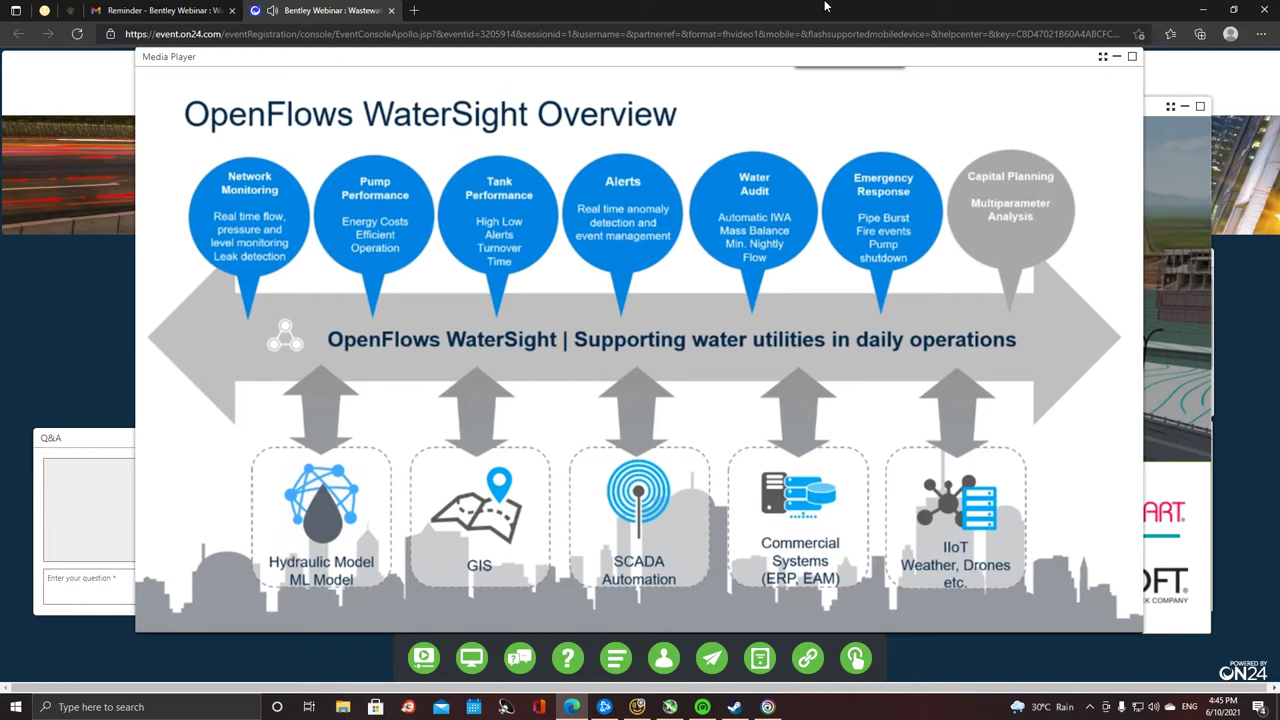 Reminder - Bentley Webinar : W
Bentley Webinar : Wastewat
https://event.on24.com/eventRegistration/console/EventConsoleApollo.jsp?&eventid=3205914&sessionid=1&username=&partnerref=&format=fhvideo1&mobile=&flashsupportedmobiledevice=&helpcenter=&key=C8D47021B60A4ABCFC...
Media Player
OpenFlows WaterSight Overview
Network
Monitoring
Real time flow,
pressure and
level monitoring
Leak detection
Pump
Performance
Energy Costs
Efficient
Operation
Tank
Performance
High Low
Alerts
Turnover
Time
Alerts
Real time anomaly
detection and
event management
Water
Audit
Automatic IWA
Mass Balance
Min. Nightly
Flow
Emergency
Response
Pipe Burst
Fire events
Pump
shutdown
Capital Planning
Multiparameter
Analysis
OpenFlows WaterSight | Supporting water utilities in daily operations
Hydraulic Model
ML Model
GIS
SCADA
Automation
Commercial
Systems
(ERP, EAM)
IIoT
Weather, Drones
etc.
Q&A
Enter your question *
ART.
OFT.
K COMPANY
POWERED BY
ON24
Type here to search
30°C Rain
4:45 PM
6/10/2021